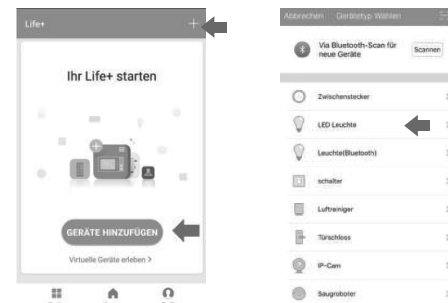 Life+
Ihr Life+ starten
GERÄTE HINZUFÜGEN
Virtuelle Geräte erleben >
Abbrechen Gerätetyp Wählen
Via Bluetooth-Scan für
neue Geräte
Scannen
Zwischenstecker
LED Leuchte
Leuchte(Bluetooth)
schalter
Luftreiniger
Türschloss
IP-Cam
Saugroboter